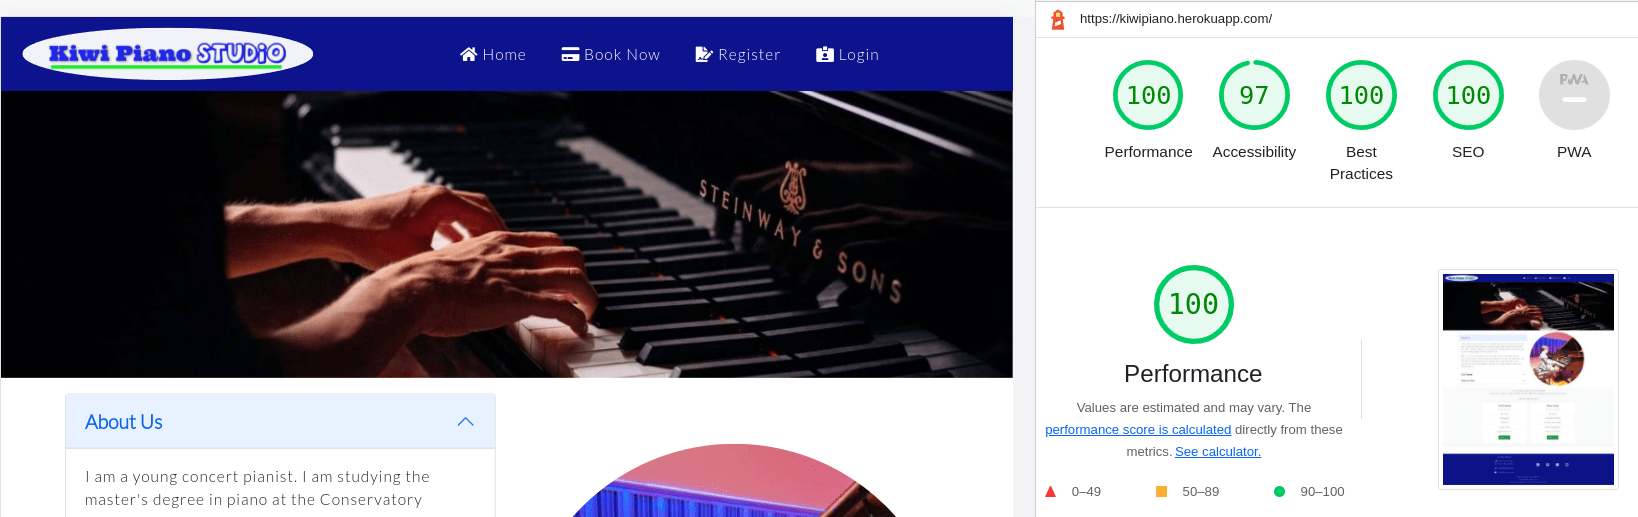 Kiwi Piano STUDiO
Home
Book Now
Register
Login
STEINWAY & SONS
About Us
I am a young concert pianist. I am studying the
master's degree in piano at the Conservatory
https://kiwipiano.herokuapp.com/
100
97
100
100
PWA
Performance
Accessibility
Best
Practices
SEO
PWA
100
Performance
Values are estimated and may vary. The
performance score is calculated directly from these
metrics. See calculator.
0–49
50–89
90–100